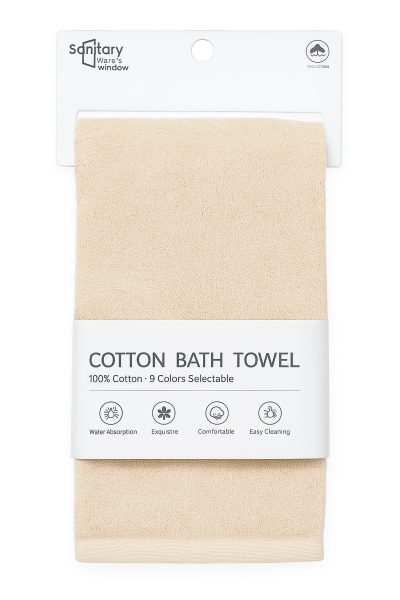 Sanitary
Ware's
window
COTTON BATH TOWEL
100% Cotton · 9 Colors Selectable
Water Absorption
Exquistre
Comfortable
Easy Cleaning